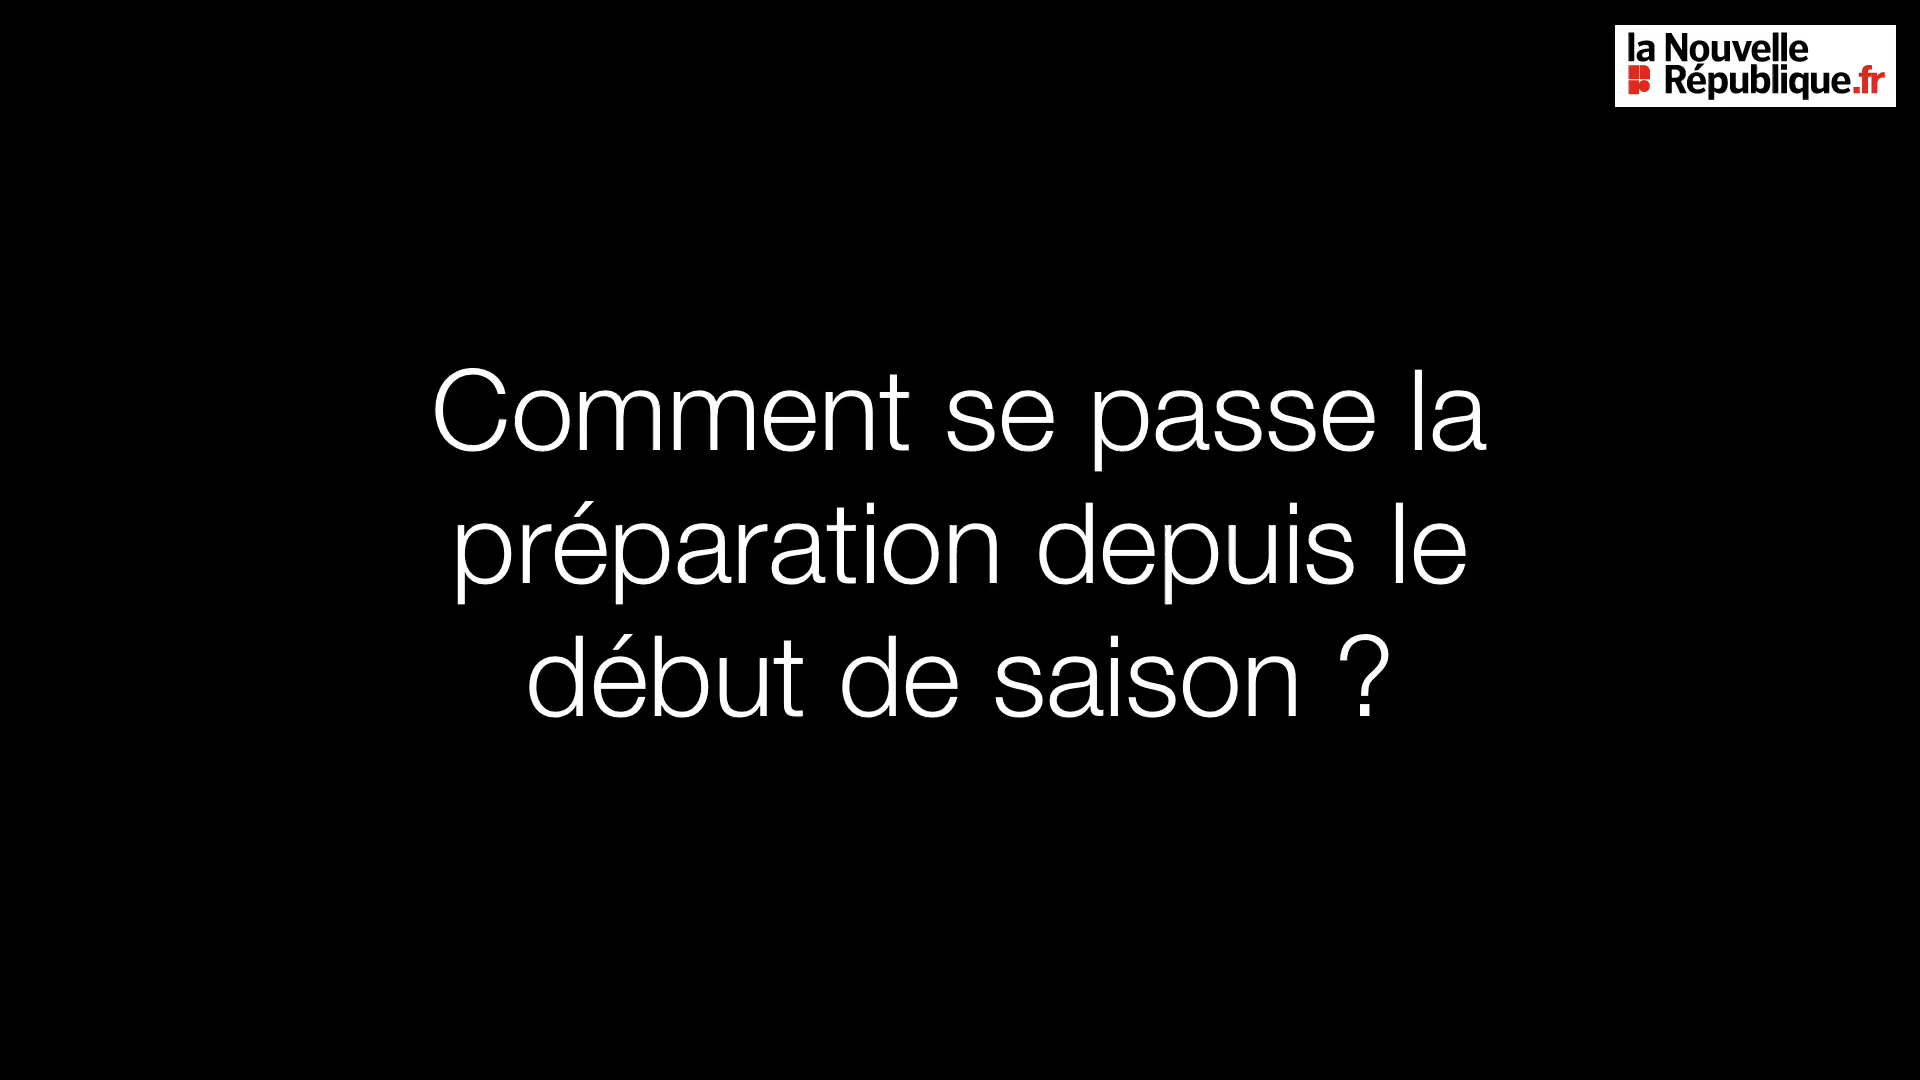 la Nouvelle
République.fr
Comment se passe la
préparation depuis le
début de saison ?